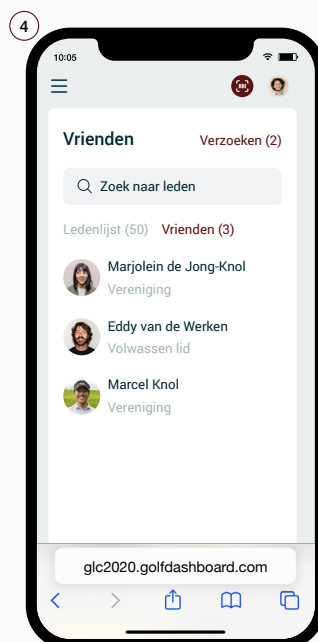 4
10:05
Vrienden
Verzoeken (2)
Zoek naar leden
Ledenlijst (50) Vrienden (3)
Marjolein de Jong-Knol
Vereniging
Eddy van de Werken
Volwassen lid
Marcel Knol
Vereniging
glc2020.golfdashboard.com